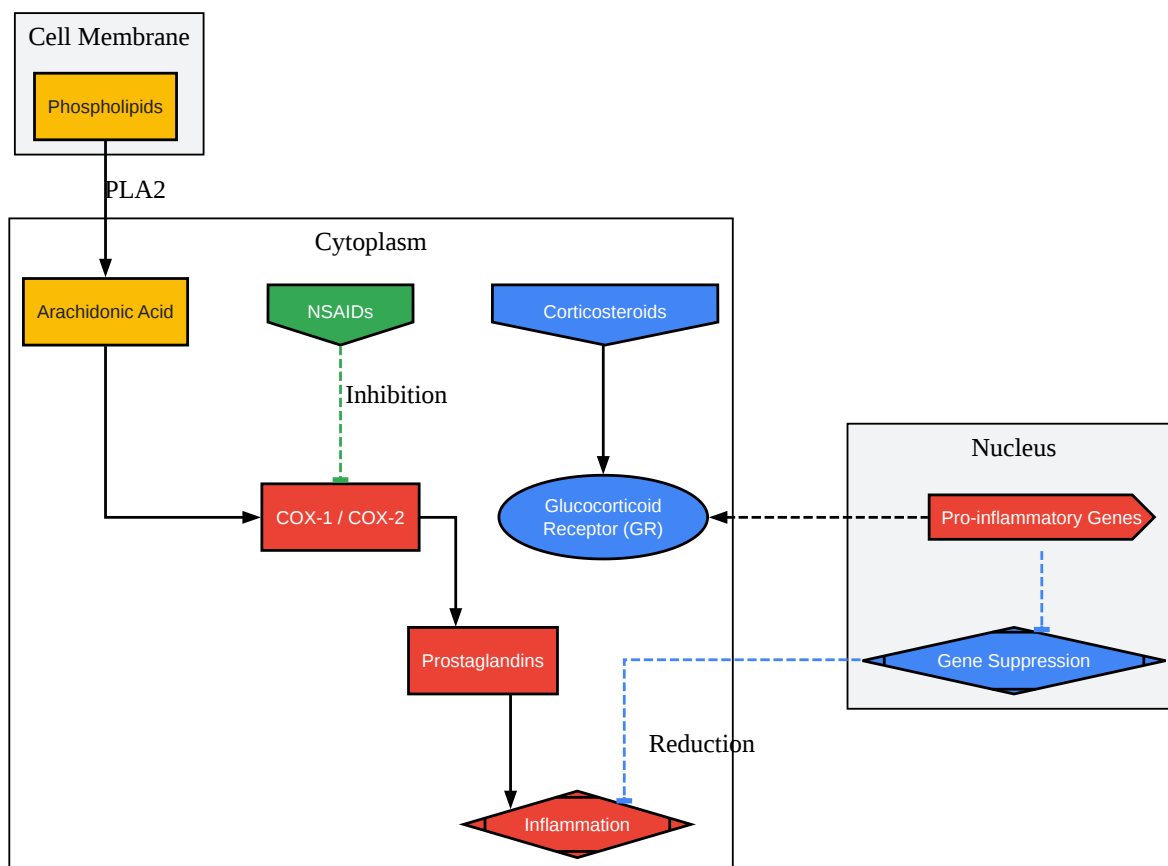 Cell Membrane
Phospholipids
PLA2
Cytoplasm
Arachidonic Acid
NSAIDs
Corticosteroids
Inhibition
Nucleus
COX-1 / COX-2
Glucocorticoid
Receptor (GR)
Pro-inflammatory Genes
Prostaglandins
Gene Suppression
Reduction
Inflammation